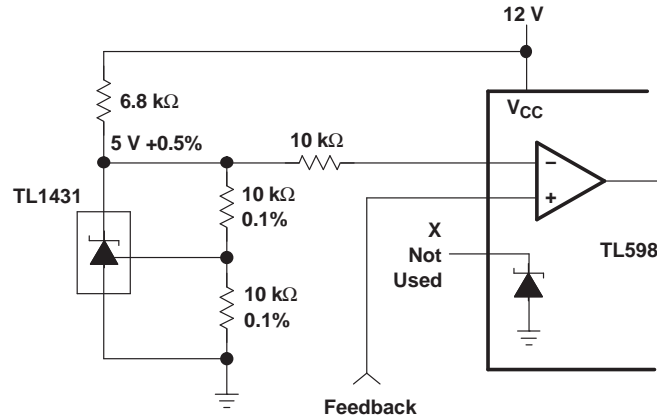 12 V
6.8 kΩ
VCC
5 V +0.5%
10 kΩ
−
TL1431
10 kΩ
0.1%
+
X
Not
Used
TL598
10 kΩ
0.1%
Feedback